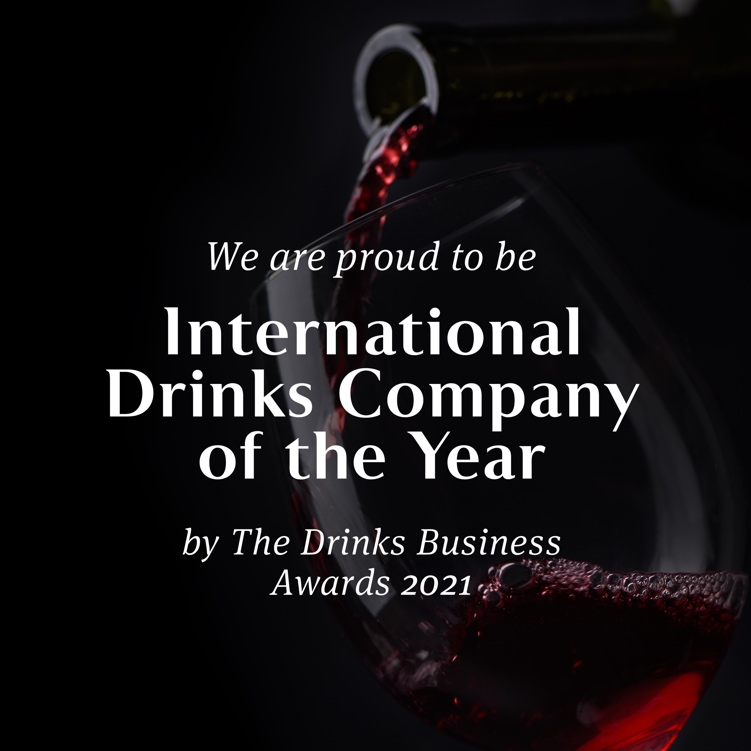 We are proud to be
International
Drinks Company
of the Year
by The Drinks Business
Awards 2021